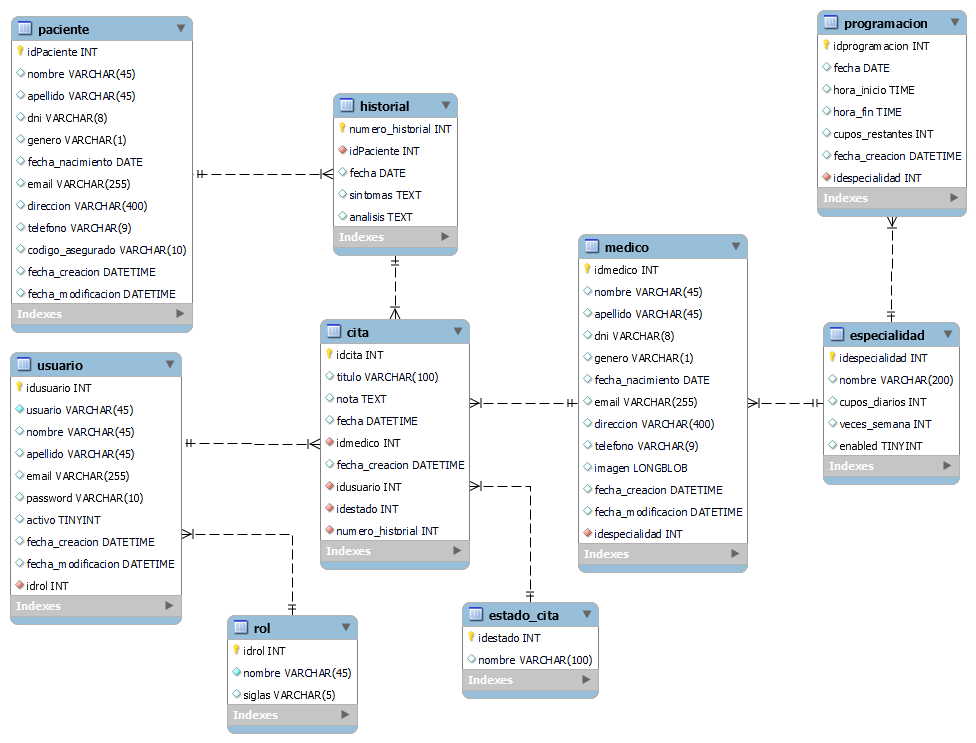 paciente
idPaciente INT
nombre VARCHAR(45)
apellido VARCHAR(45)
dni VARCHAR(8)
genero VARCHAR(1)
fecha_nacimiento DATE
email VARCHAR(255)
direccion VARCHAR(400)
telefono VARCHAR(9)
codigo_asegurado VARCHAR(10)
fecha_creacion DATETIME
fecha_modificacion DATETIME
Indexes
historial
numero_historial INT
idPaciente INT
fecha DATE
sintomas TEXT
analisis TEXT
Indexes
programacion
idprogramacion INT
fecha DATE
hora_inicio TIME
hora_fin TIME
cupos_restantes INT
fecha_creacion DATETIME
idespecialidad INT
Indexes
medico
idmedico INT
nombre VARCHAR(45)
apellido VARCHAR(45)
dni VARCHAR(8)
genero VARCHAR(1)
fecha_nacimiento DATE
email VARCHAR(255)
direccion VARCHAR(400)
telefono VARCHAR(9)
imagen LONGBLOB
fecha_creacion DATETIME
fecha_modificacion DATETIME
idespecialidad INT
Indexes
especialidad
idespecialidad INT
nombre VARCHAR(200)
cupos_diarios INT
veces_semana INT
enabled TINYINT
Indexes
cita
idcita INT
titulo VARCHAR(100)
nota TEXT
fecha DATETIME
idmedico INT
fecha_creacion DATETIME
idusuario INT
idestado INT
numero_historial INT
Indexes
usuario
idusuario INT
usuario VARCHAR(45)
nombre VARCHAR(45)
apellido VARCHAR(45)
email VARCHAR(255)
password VARCHAR(10)
activo TINYINT
fecha_creacion DATETIME
fecha_modificacion DATETIME
idrol INT
Indexes
rol
idrol INT
nombre VARCHAR(45)
siglas VARCHAR(5)
Indexes
estado_cita
idestado INT
nombre VARCHAR(100)
Indexes